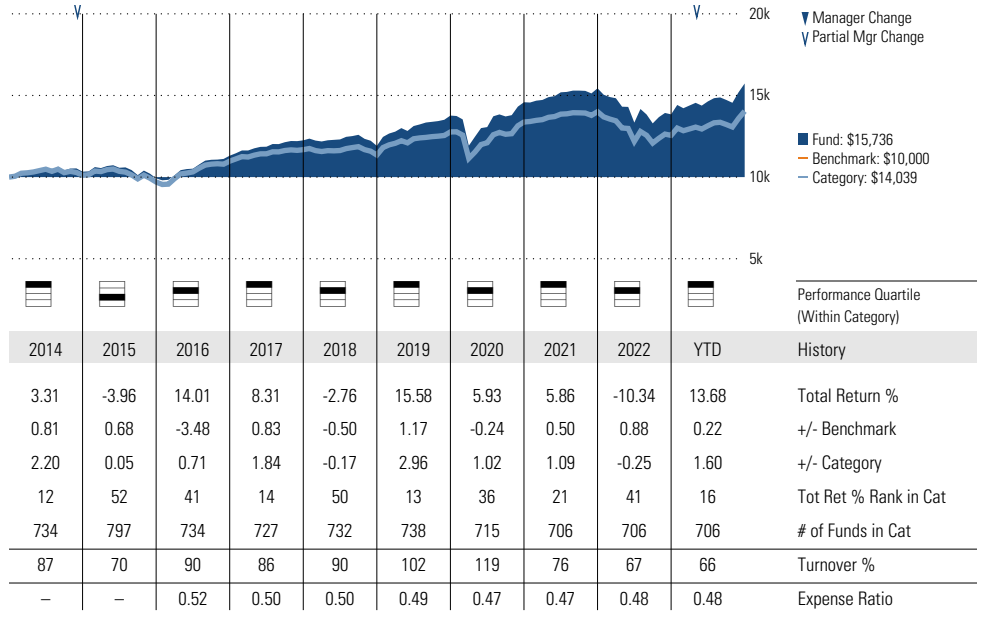 20k
Manager Change
Partial Mgr Change
15k
Fund: $15,736
Benchmark: $10,000
Category: $14,039
10k
5k
Performance Quartile
(Within Category)
2014 2015 2016 2017 2018 2019 2020 2021 2022 YTD History
3.31 -3.96 14.01 8.31 -2.76 15.58 5.93 5.86 -10.34 13.68 Total Return %
0.81 0.68 -3.48 0.83 -0.50 1.17 -0.24 0.50 0.88 0.22 +/- Benchmark
2.20 0.05 0.71 1.84 -0.17 2.96 1.02 1.09 -0.25 1.60 +/- Category
12 52 41 14 50 13 36 21 41 16 Tot Ret % Rank in Cat
734 797 734 727 732 738 715 706 706 706 # of Funds in Cat
87 70 90 86 90 102 119 76 67 66 Turnover %
– – 0.52 0.50 0.50 0.49 0.47 0.47 0.48 0.48 Expense Ratio